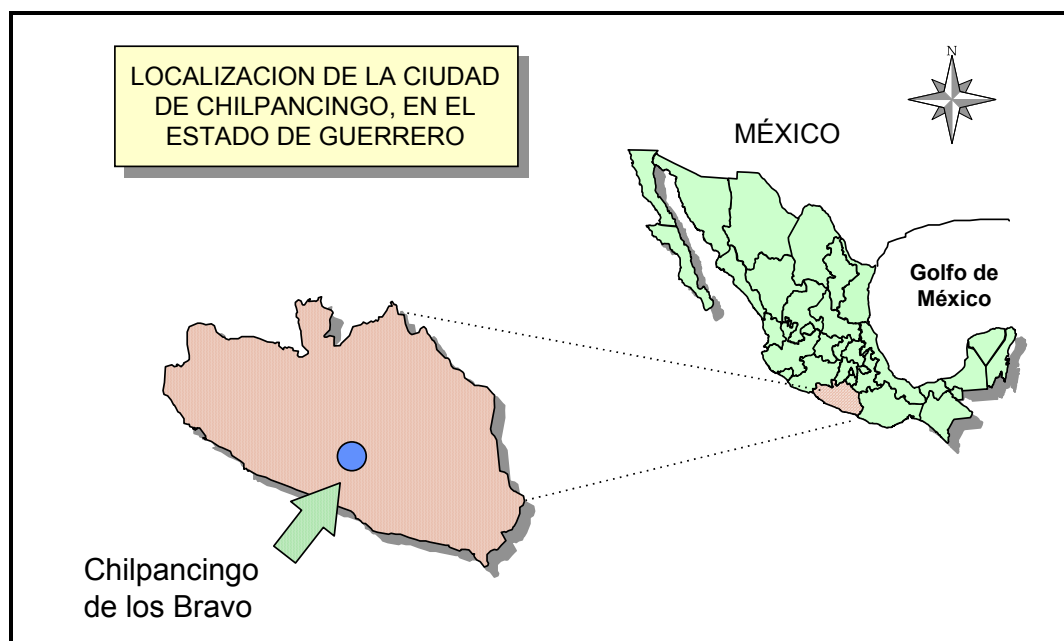 LOCALIZACION DE LA CIUDAD
DE CHILPANCINGO, EN EL
ESTADO DE GUERRERO
N
MÉXICO
Golfo de
México
Chilpancingo
de los Bravo